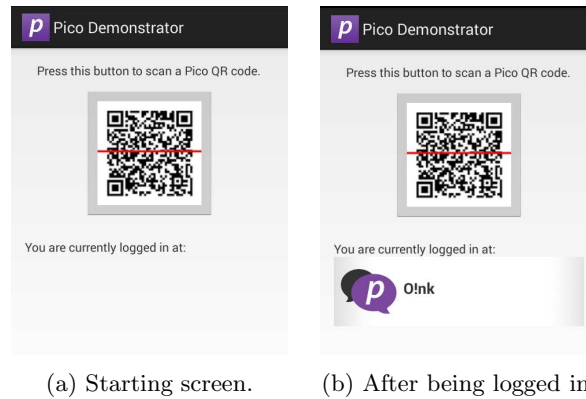 p Pico Demonstrator
Press this button to scan a Pico QR code.
You are currently logged in at:
(a) Starting screen.
p Pico Demonstrator
Press this button to scan a Pico QR code.
You are currently logged in at:
p O!nk
(b) After being logged in